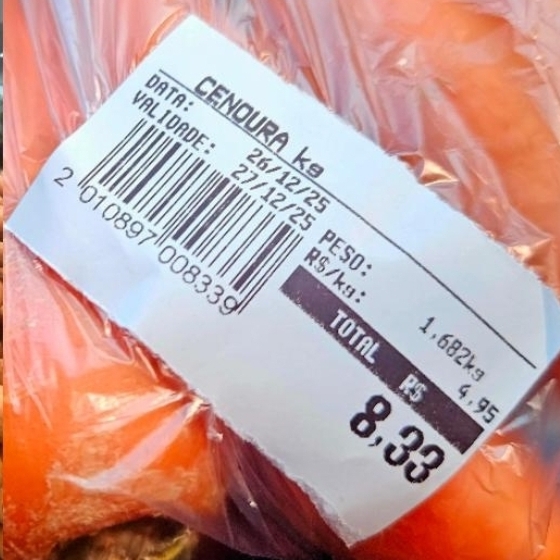 CENOURA kg
DATA: 26/12/25
VALIDADE: 27/12/25
2 010897 008339
PESO: 1,682kg
R$/kg: 4,95
TOTAL R$
8,33